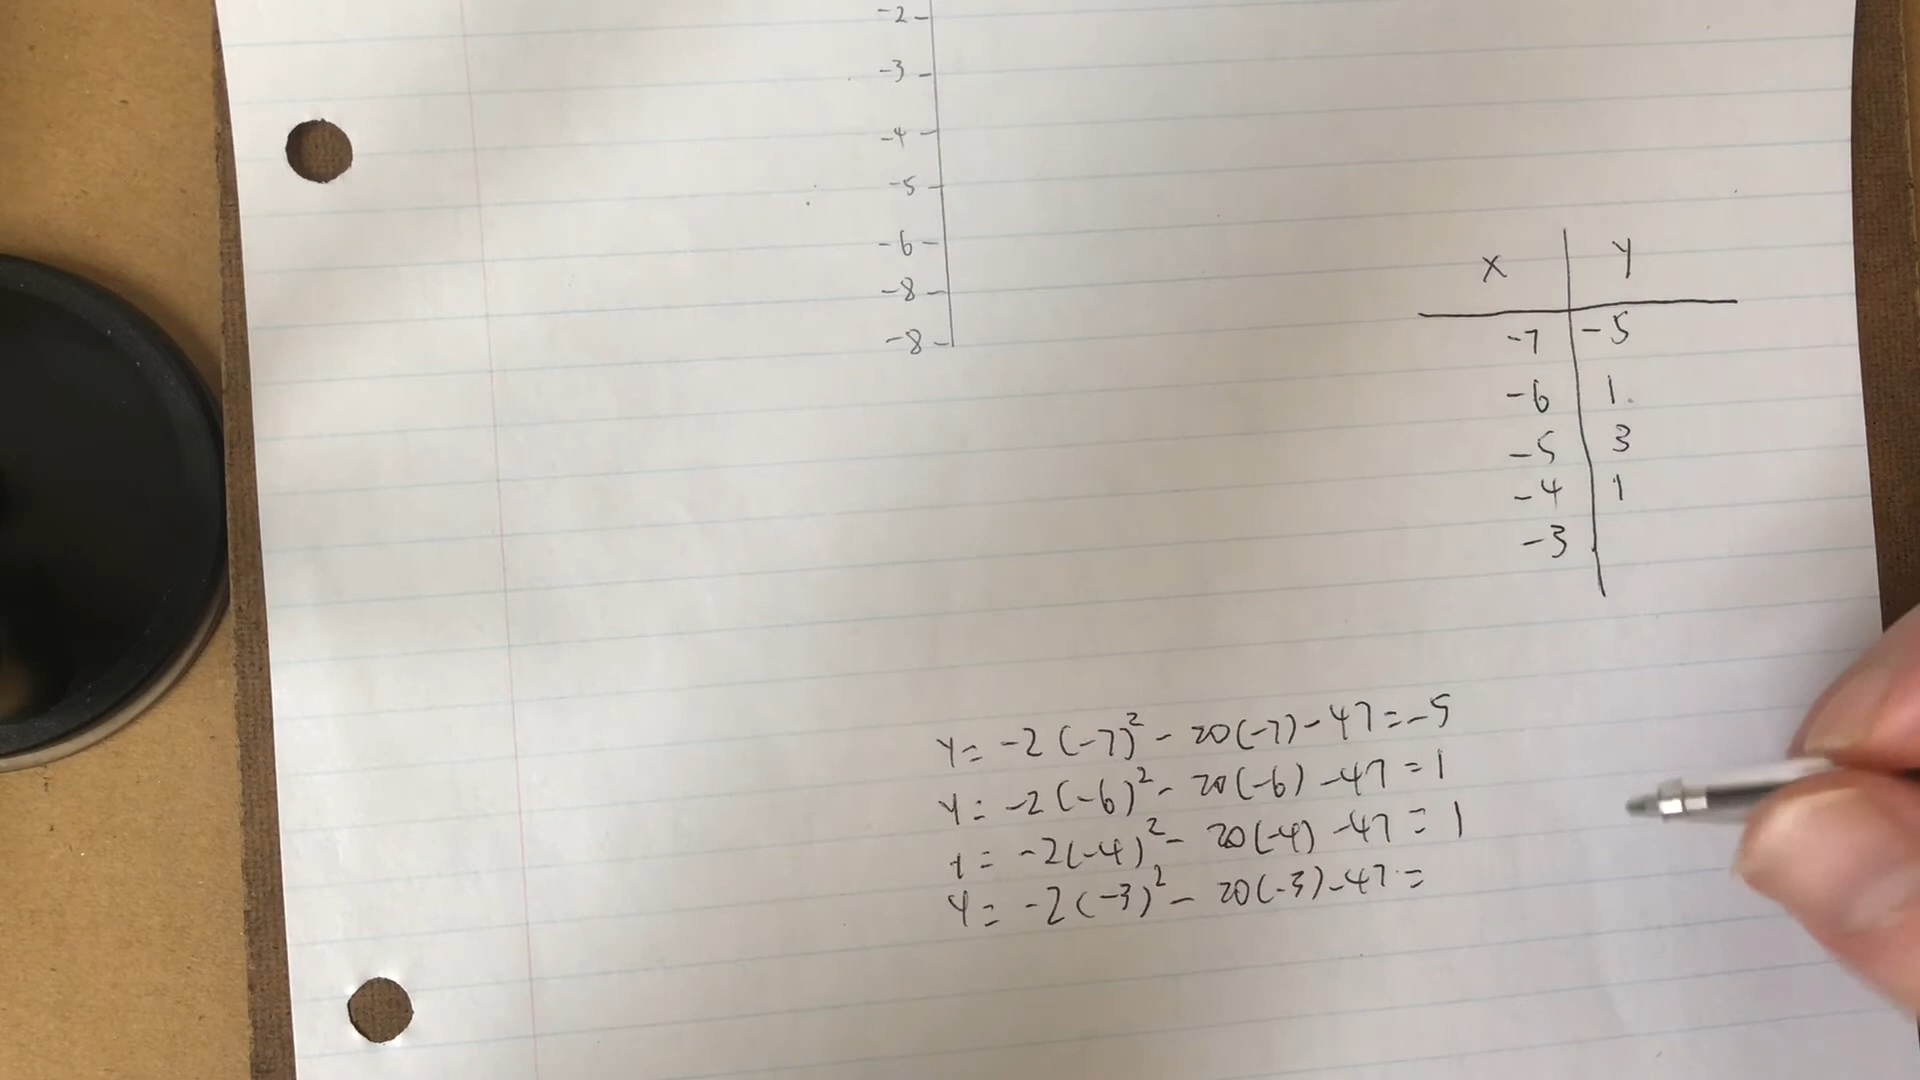 -2
-3
-4
-5
-6
-8
-8
x y
-7 -5
-6 1
-5 3
-4 1
-3
y = -2(-7)² - 20(-7) - 47 = -5
y = -2(-6)² - 20(-6) - 47 = 1
y = -2(-4)² - 20(-4) - 47 = 1
y = -2(-3)² - 20(-3) - 47 =